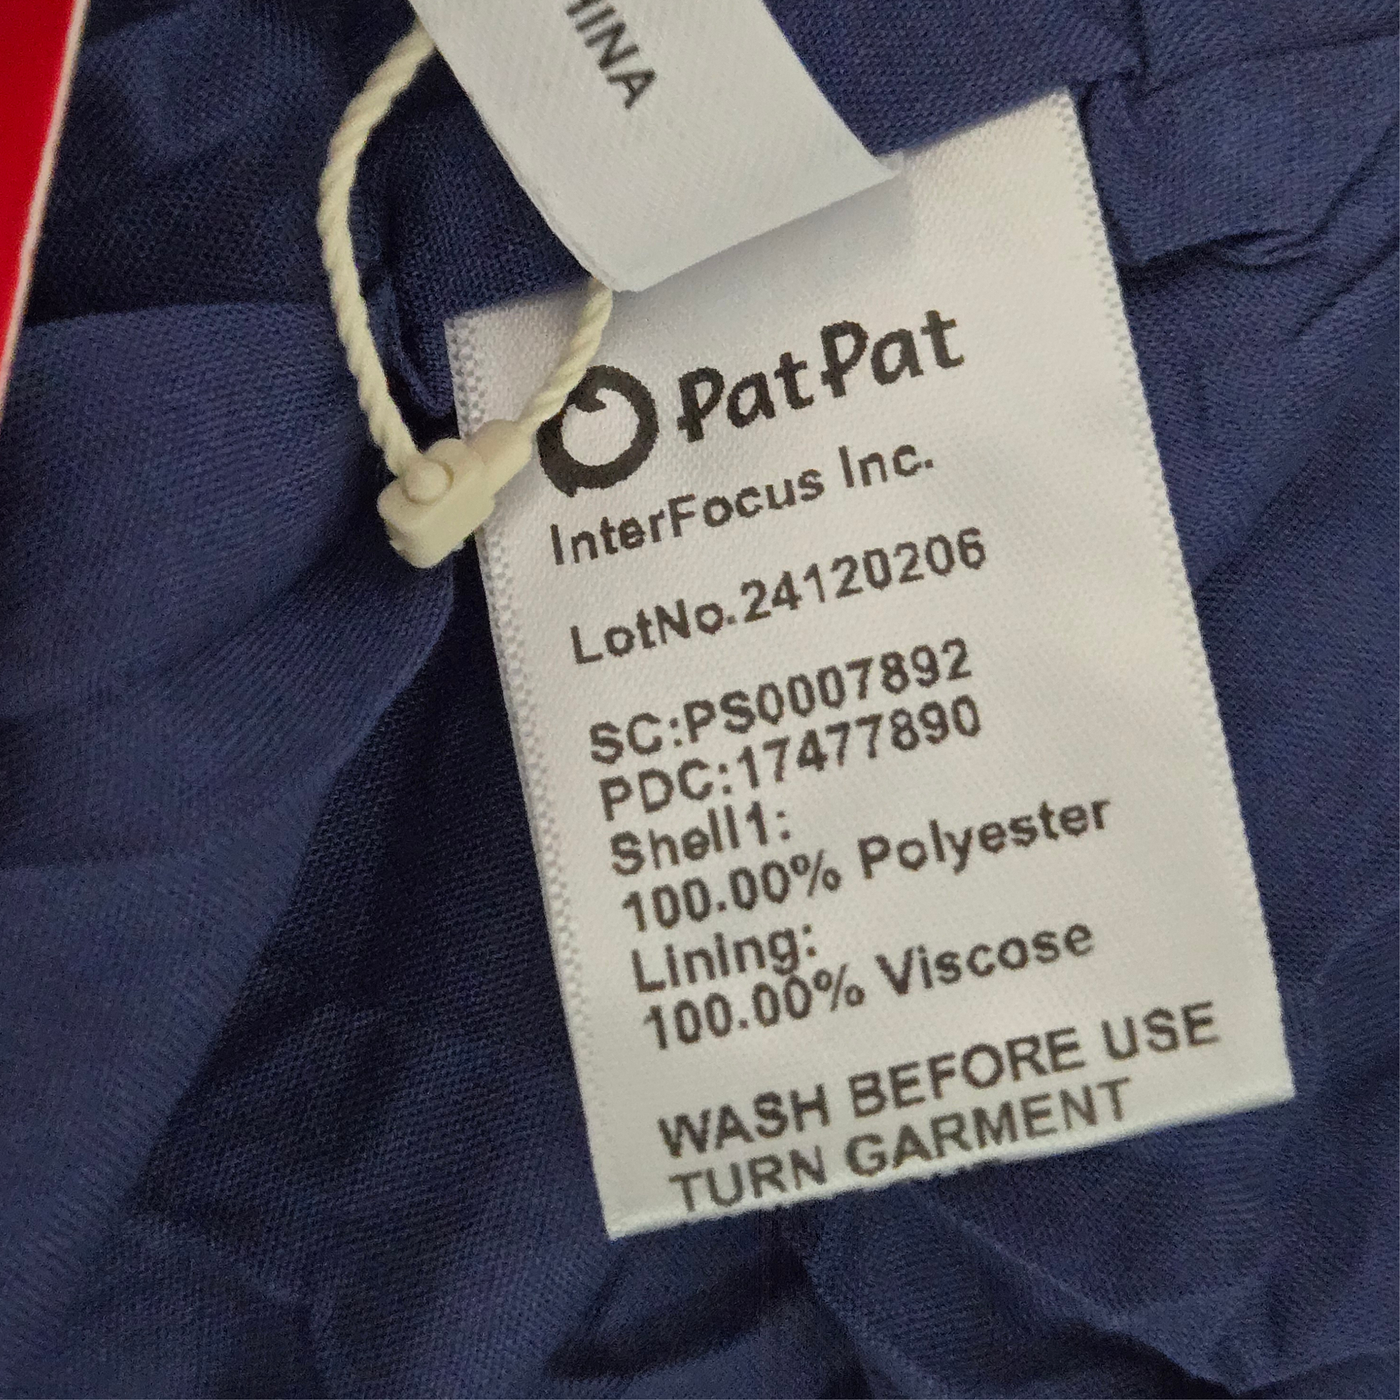 HINA
PatPat
InterFocus Inc.
LotNo.24120206
SC:PS0007892
PDC:17477890
Shell1:
100.00% Polyester
Lining:
100.00% Viscose
WASH BEFORE USE
TURN GARMENT